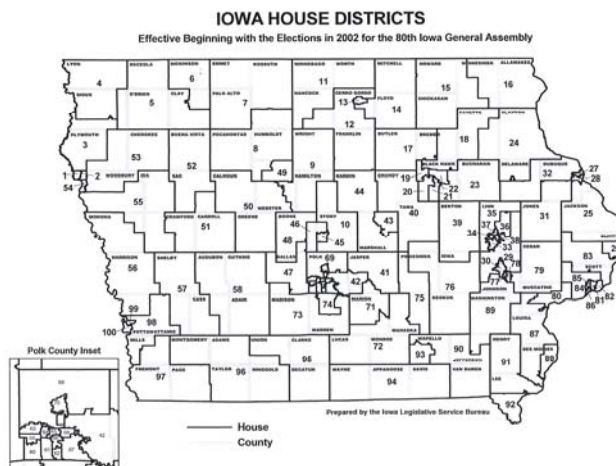 IOWA HOUSE DISTRICTS
Effective Beginning with the Elections in 2002 for the 80th Iowa General Assembly
LYON OSCEOLA DICKINSON EMMET KOSSUTH WINNEBAGO WORTH MITCHELL HOWARD WINNESHIEK ALLAMAKEE
4 6 11 15 16
SIOUX O'BRIEN CLAY PALO ALTO HANCOCK CERRO GORDO FLOYD CHICKASAW
5 7 13 14
12
PLYMOUTH CHEROKEE BUENA VISTA POCAHONTAS HUMBOLDT WRIGHT FRANKLIN BUTLER BREMER FAYETTE CLAYTON
3 8 17 18 24
53 52 9
1 2 WOODBURY IDA SAC CALHOUN 49 HAMILTON HARDIN GRUNDY 19 BLACK HAWK BUCHANAN DELAWARE DUBUQUE 27
54 44 20 21 22 23 32 28
55 50 WEBSTER TAMA
MONONA CRAWFORD CARROLL GREENE BOONE STORY MARSHALL BENTON LINN JONES JACKSON
51 46 10 43 40 39 35 31 25
48 45 34 37 36 38 33
HARRISON SHELBY AUDUBON GUTHRIE DALLAS POLK 69 JASPER POWESHIEK IOWA JOHNSON CEDAR SCOTT
56 47 42 41 30 29 78 83
57 58 76 77 79 85
CASS ADAIR MADISON 74 MARION KEOKUK WASHINGTON MUSCATINE 84 82
99 73 71 75 80 81
98 WARREN MAHASKA 89 86
100 POTTAWATTAMIE LOUISA
MILLS MONTGOMERY ADAMS UNION CLARKE LUCAS MONROE WAPELLO JEFFERSON HENRY DES MOINES
95 72 93 90 87
97 91 88
FREMONT PAGE TAYLOR 96 RINGGOLD DECATUR WAYNE APPANOOSE DAVIS VAN BUREN LEE
94
92
Polk County Inset
Prepared by the Iowa Legislative Service Bureau
House
County